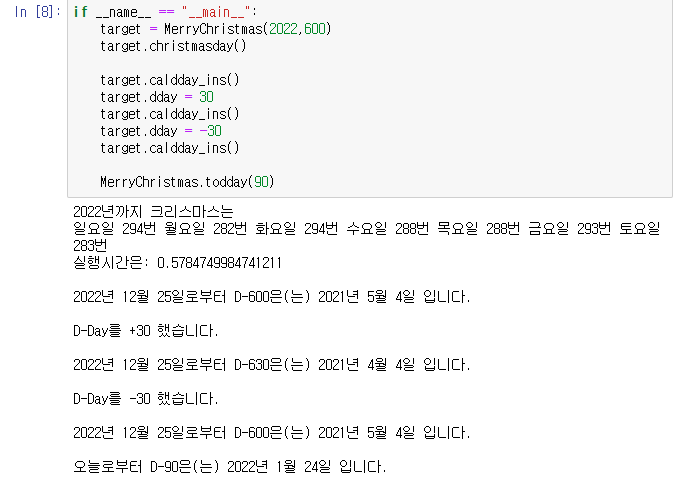 In [8]: if __name__ == "__main__":
target = MerryChristmas(2022,600)
target.christmasday()
target.caldday_ins()
target.dday = 30
target.caldday_ins()
target.dday = -30
target.caldday_ins()
MerryChristmas.todday(90)
2022년까지 크리스마스는
일요일 294번 월요일 282번 화요일 294번 수요일 288번 목요일 288번 금요일 293번 토요일
283번
실행시간은: 0.5784749984741211
2022년 12월 25일로부터 D-600은(는) 2021년 5월 4일 입니다.
D-Day를 +30 했습니다.
2022년 12월 25일로부터 D-630은(는) 2021년 4월 4일 입니다.
D-Day를 -30 했습니다.
2022년 12월 25일로부터 D-600은(는) 2021년 5월 4일 입니다.
오늘로부터 D-90은(는) 2022년 1월 24일 입니다.